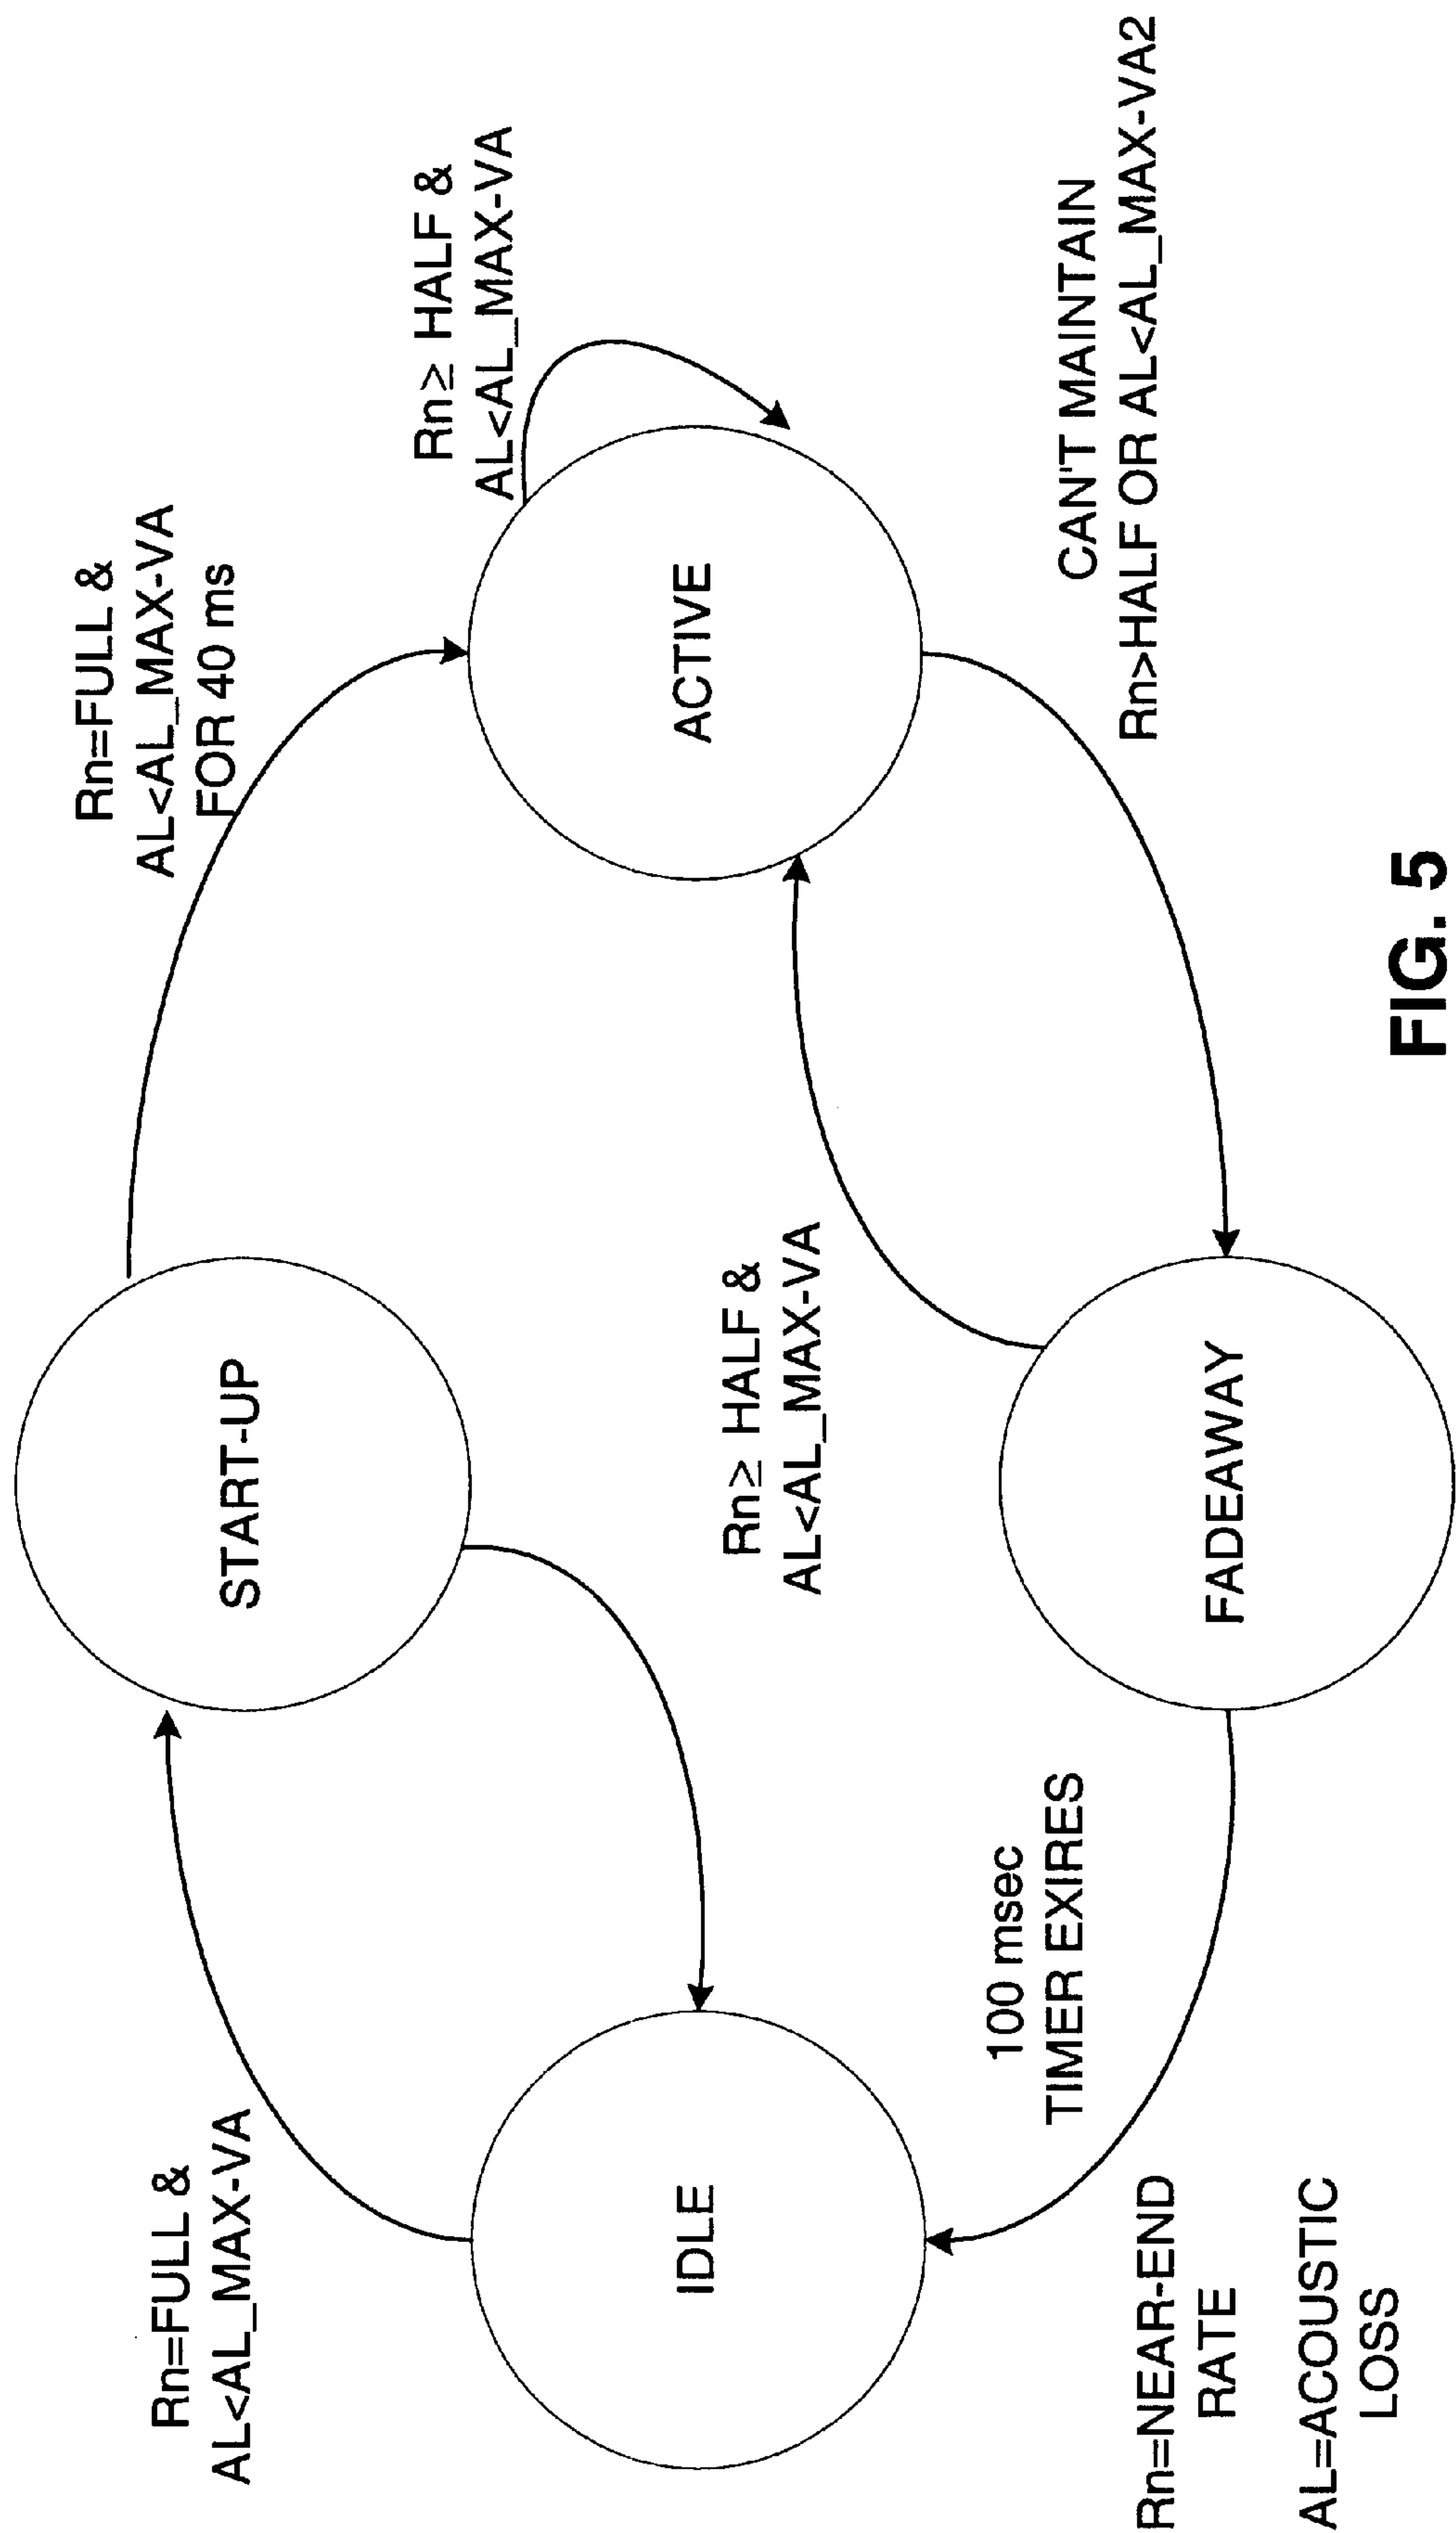 Rn=FULL &
AL<AL_MAX-VA
START-UP
Rn=FULL &
AL<AL_MAX-VA
FOR 40 ms
Rn≥ HALF &
AL<AL_MAX-VA
IDLE
ACTIVE
Rn≥ HALF &
AL<AL_MAX-VA
100 msec
TIMER EXIRES
FADEAWAY
CAN'T MAINTAIN
Rn>HALF OR AL<AL_MAX-VA2
Rn=NEAR-END
RATE
AL=ACOUSTIC
LOSS
FIG. 5